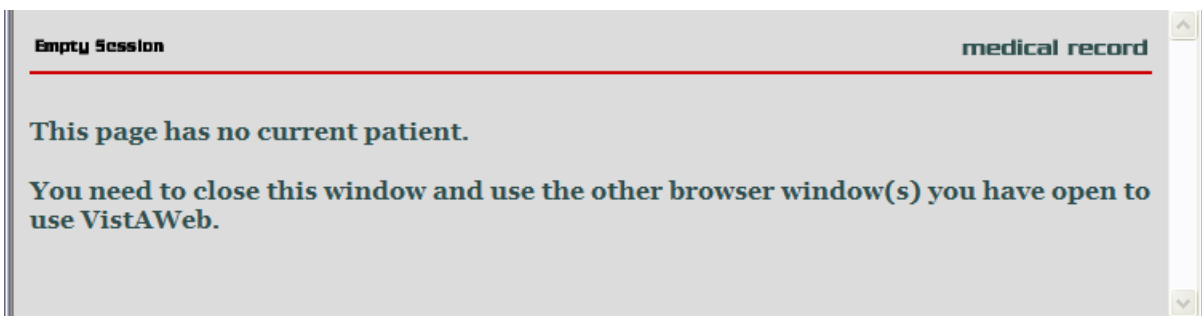 Empty Session
medical record
This page has no current patient.
You need to close this window and use the other browser window(s) you have open to
use VistAWeb.